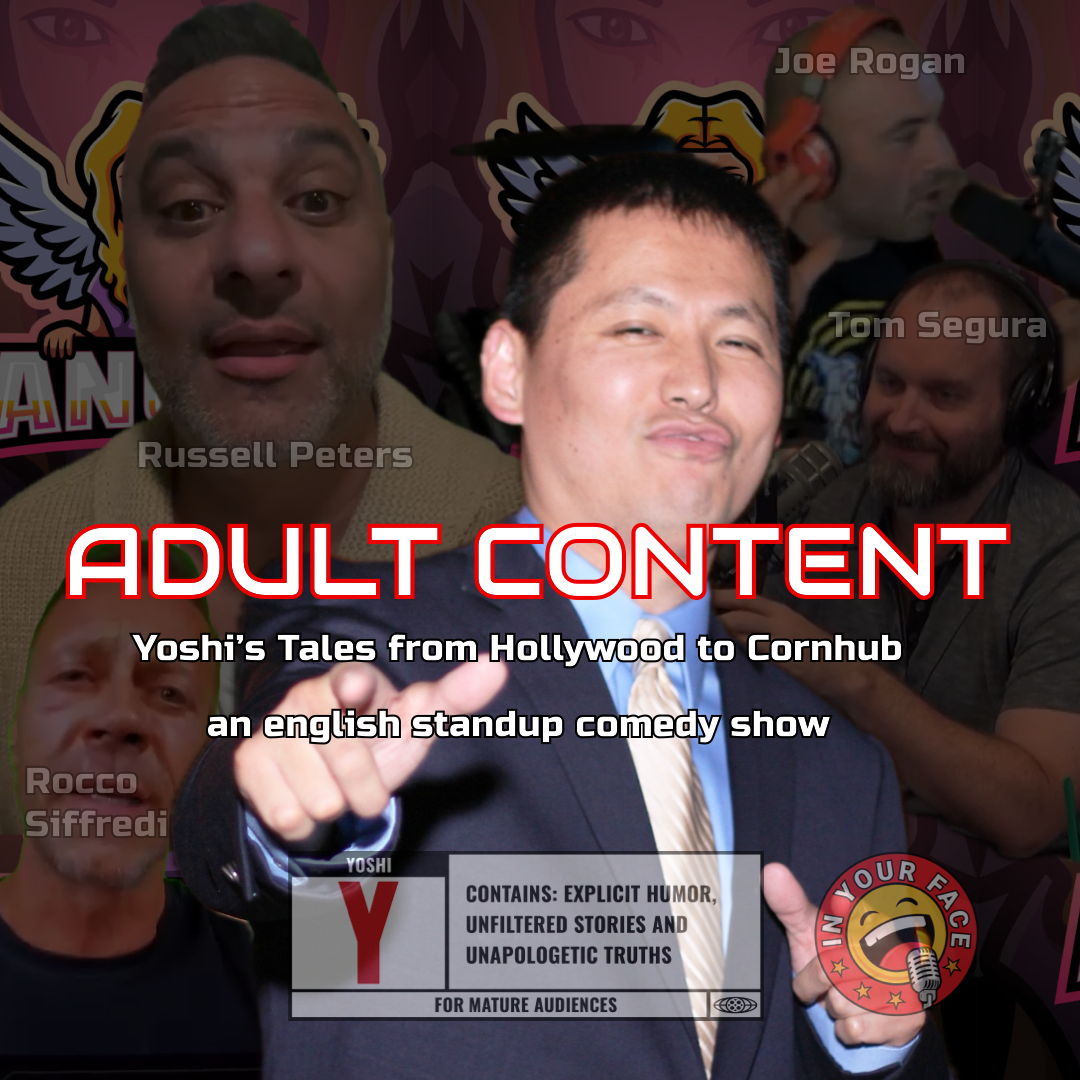 Joe Rogan
Tom Segura
Russell Peters
ADULT CONTENT
Yoshi's Tales from Hollywood to Cornhub
an english standup comedy show
Rocco
Siffredi
YOSHI
Y
CONTAINS: EXPLICIT HUMOR,
UNFILTERED STORIES AND
UNAPOLOGETIC TRUTHS
FOR MATURE AUDIENCES
IN YOUR FACE